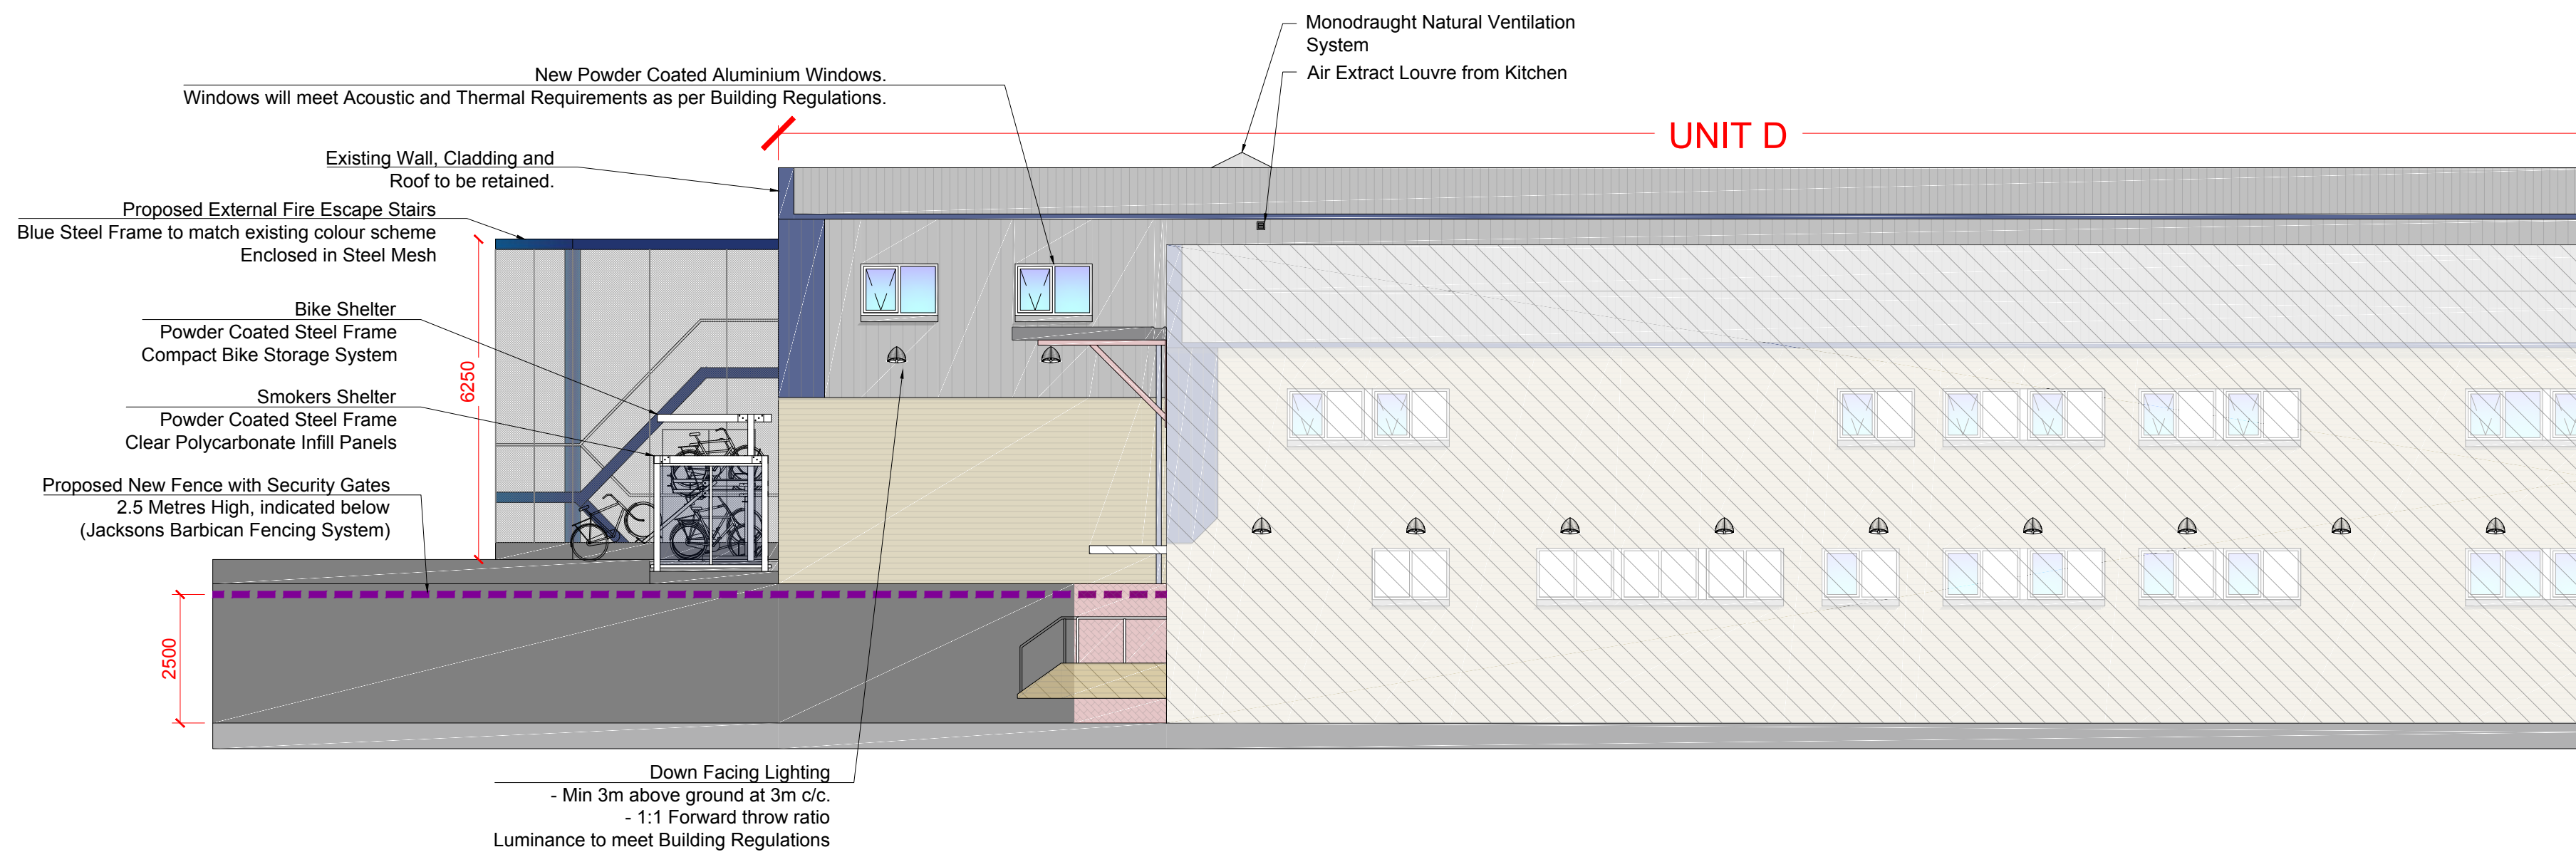 Monodraught Natural Ventilation
System
Air Extract Louvre from Kitchen
New Powder Coated Aluminium Windows.
Windows will meet Acoustic and Thermal Requirements as per Building Regulations.
UNIT D
Existing Wall, Cladding and
Roof to be retained.
Proposed External Fire Escape Stairs
Blue Steel Frame to match existing colour scheme
Enclosed in Steel Mesh
Bike Shelter
Powder Coated Steel Frame
Compact Bike Storage System
6250
Smokers Shelter
Powder Coated Steel Frame
Clear Polycarbonate Infill Panels
Proposed New Fence with Security Gates
2.5 Metres High, indicated below
(Jacksons Barbican Fencing System)
2500
Down Facing Lighting
- Min 3m above ground at 3m c/c.
- 1:1 Forward throw ratio
Luminance to meet Building Regulations